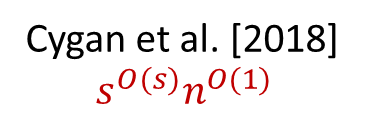 Cygan et al. [2018]
s^{O(s)}n^{O(1)}